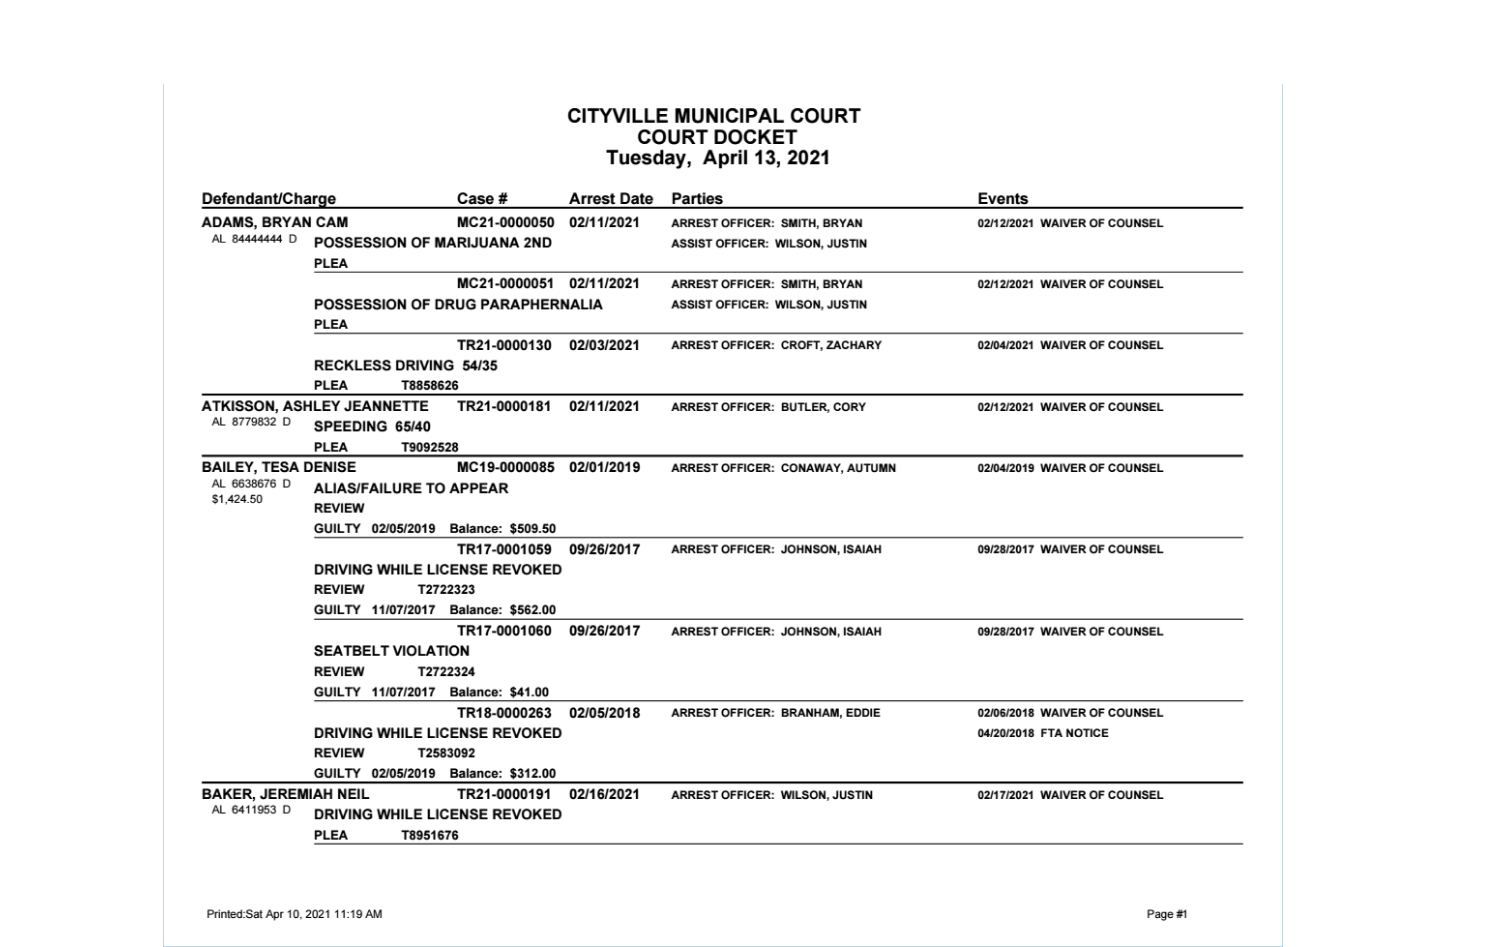 CITYVILLE MUNICIPAL COURT
COURT DOCKET
Tuesday, April 13, 2021
Defendant/Charge Case # Arrest Date Parties Events
ADAMS, BRYAN CAM MC21-0000050 02/11/2021 ARREST OFFICER: SMITH, BRYAN 02/12/2021 WAIVER OF COUNSEL
AL 84444444 D POSSESSION OF MARIJUANA 2ND ASSIST OFFICER: WILSON, JUSTIN
PLEA
MC21-0000051 02/11/2021 ARREST OFFICER: SMITH, BRYAN 02/12/2021 WAIVER OF COUNSEL
POSSESSION OF DRUG PARAPHERNALIA ASSIST OFFICER: WILSON, JUSTIN
PLEA
TR21-0000130 02/03/2021 ARREST OFFICER: CROFT, ZACHARY 02/04/2021 WAIVER OF COUNSEL
RECKLESS DRIVING 54/35
PLEA T8858626
ATKISSON, ASHLEY JEANNETTE TR21-0000181 02/11/2021 ARREST OFFICER: BUTLER, CORY 02/12/2021 WAIVER OF COUNSEL
AL 8779832 D SPEEDING 65/40
PLEA T9092528
BAILEY, TESA DENISE MC19-0000085 02/01/2019 ARREST OFFICER: CONAWAY, AUTUMN 02/04/2019 WAIVER OF COUNSEL
AL 6638676 D ALIAS/FAILURE TO APPEAR
$1,424.50 REVIEW
GUILTY 02/05/2019 Balance: $509.50
TR17-0001059 09/26/2017 ARREST OFFICER: JOHNSON, ISAIAH 09/28/2017 WAIVER OF COUNSEL
DRIVING WHILE LICENSE REVOKED
REVIEW T2722323
GUILTY 11/07/2017 Balance: $562.00
TR17-0001060 09/26/2017 ARREST OFFICER: JOHNSON, ISAIAH 09/28/2017 WAIVER OF COUNSEL
SEATBELT VIOLATION
REVIEW T2722324
GUILTY 11/07/2017 Balance: $41.00
TR18-0000263 02/05/2018 ARREST OFFICER: BRANHAM, EDDIE 02/06/2018 WAIVER OF COUNSEL
DRIVING WHILE LICENSE REVOKED 04/20/2018 FTA NOTICE
REVIEW T2583092
GUILTY 02/05/2019 Balance: $312.00
BAKER, JEREMIAH NEIL TR21-0000191 02/16/2021 ARREST OFFICER: WILSON, JUSTIN 02/17/2021 WAIVER OF COUNSEL
AL 6411953 D DRIVING WHILE LICENSE REVOKED
PLEA T8951676
Printed:Sat Apr 10, 2021 11:19 AM Page #1